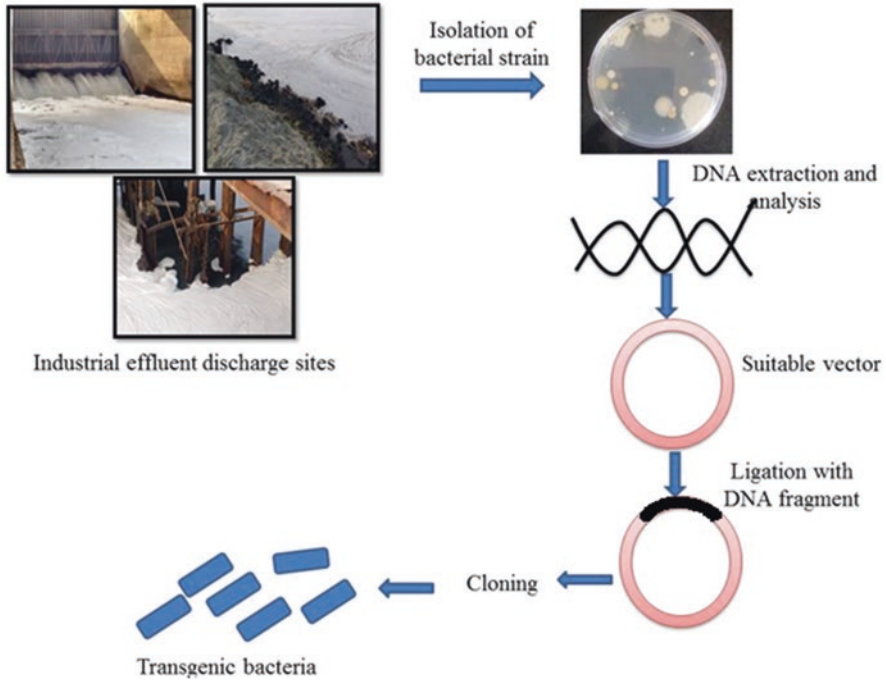 Isolation of
bacterial strain
DNA extraction and
analysis
Industrial effluent discharge sites
Suitable vector
Ligation with
DNA fragment
Cloning
Transgenic bacteria